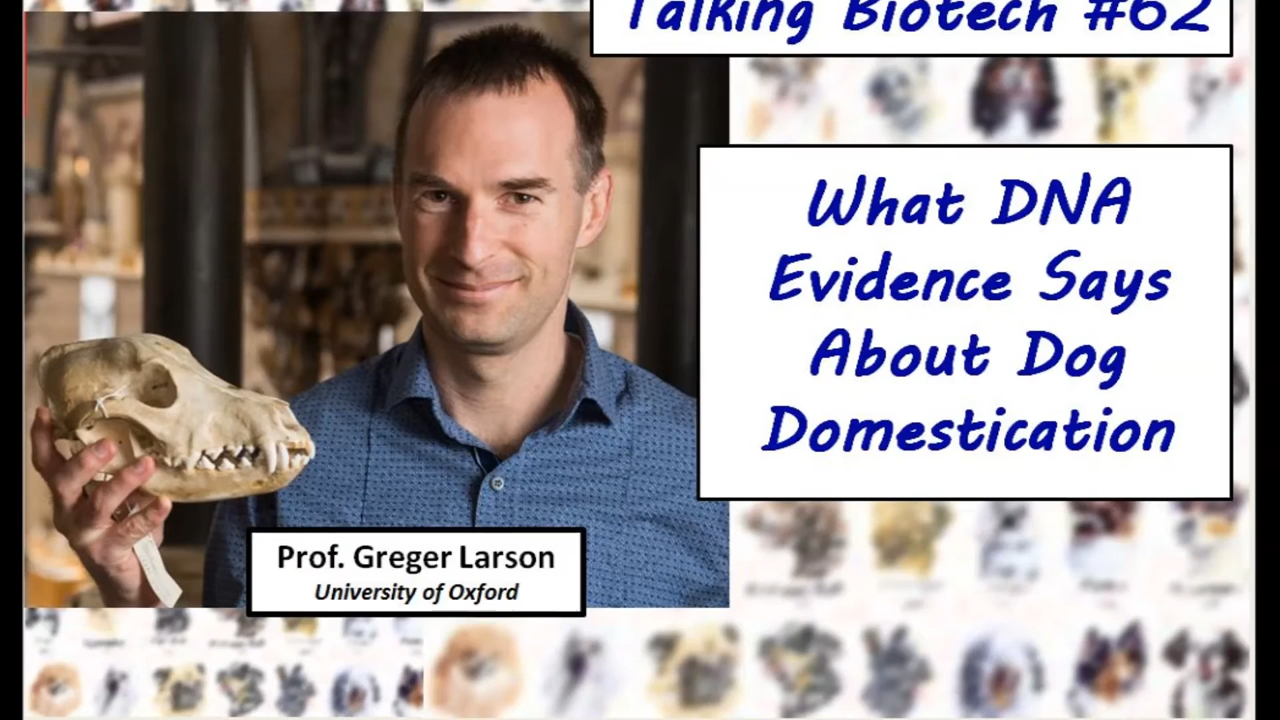 Talking Biotech #62
What DNA
Evidence Says
About Dog
Domestication
Prof. Greger Larson
University of Oxford